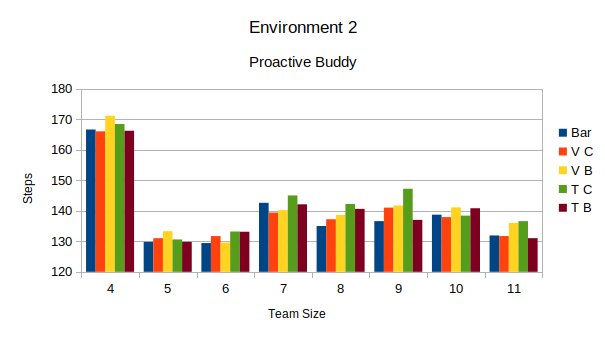 Environment 2
Proactive Buddy
180
170
160
150
140
130
120
Steps
4 5 6 7 8 9 10 11
Team Size
Bar
V C
V B
T C
T B